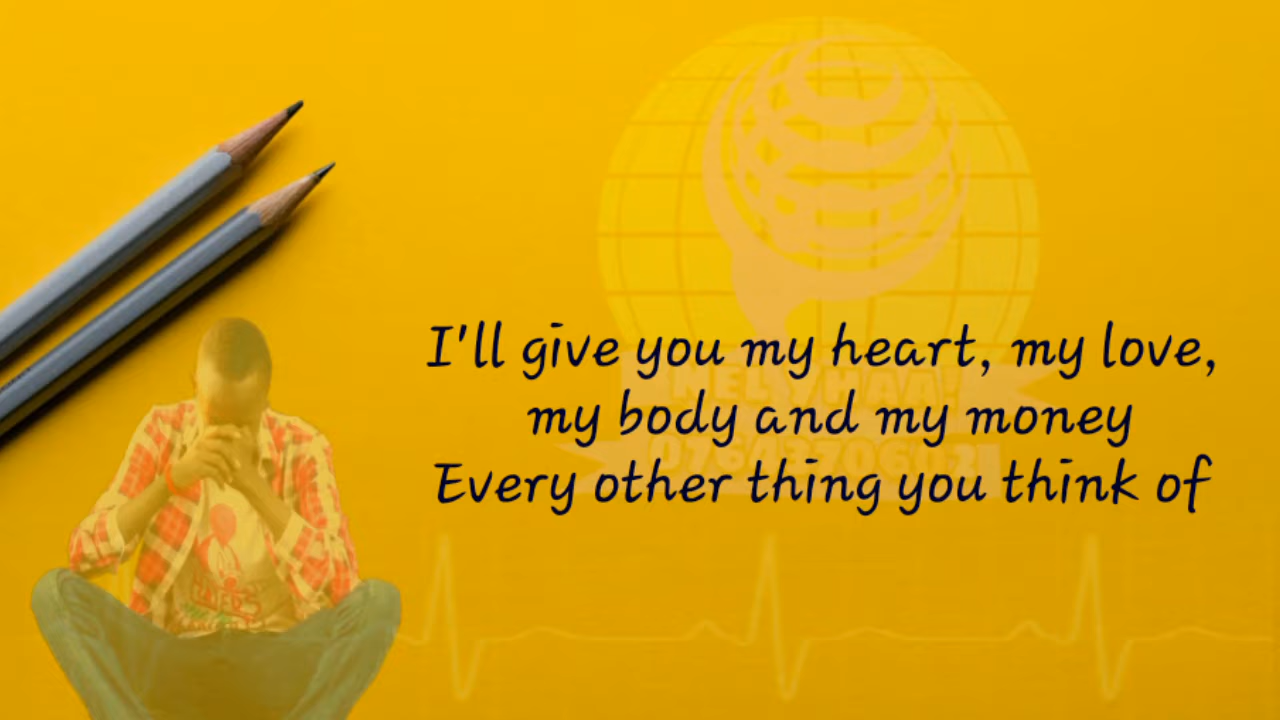 I'll give you my heart, my love,
my body and my money
Every other thing you think of